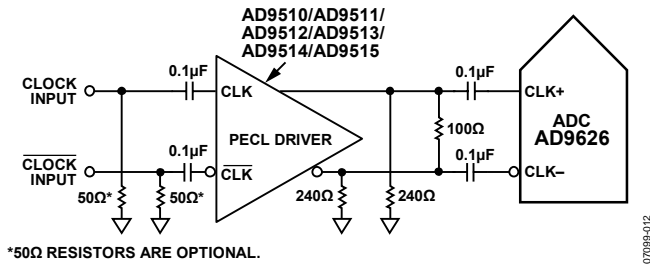 AD9510/AD9511/
AD9512/AD9513/
AD9514/AD9515
CLOCK
INPUT
0.1µF
CLK
0.1µF
CLK+
ADC
AD9626
PECL DRIVER
100Ω
CLOCK
INPUT
0.1µF
CLK
0.1µF
CLK–
50Ω*
50Ω*
240Ω
240Ω
*50Ω RESISTORS ARE OPTIONAL.
07099-012